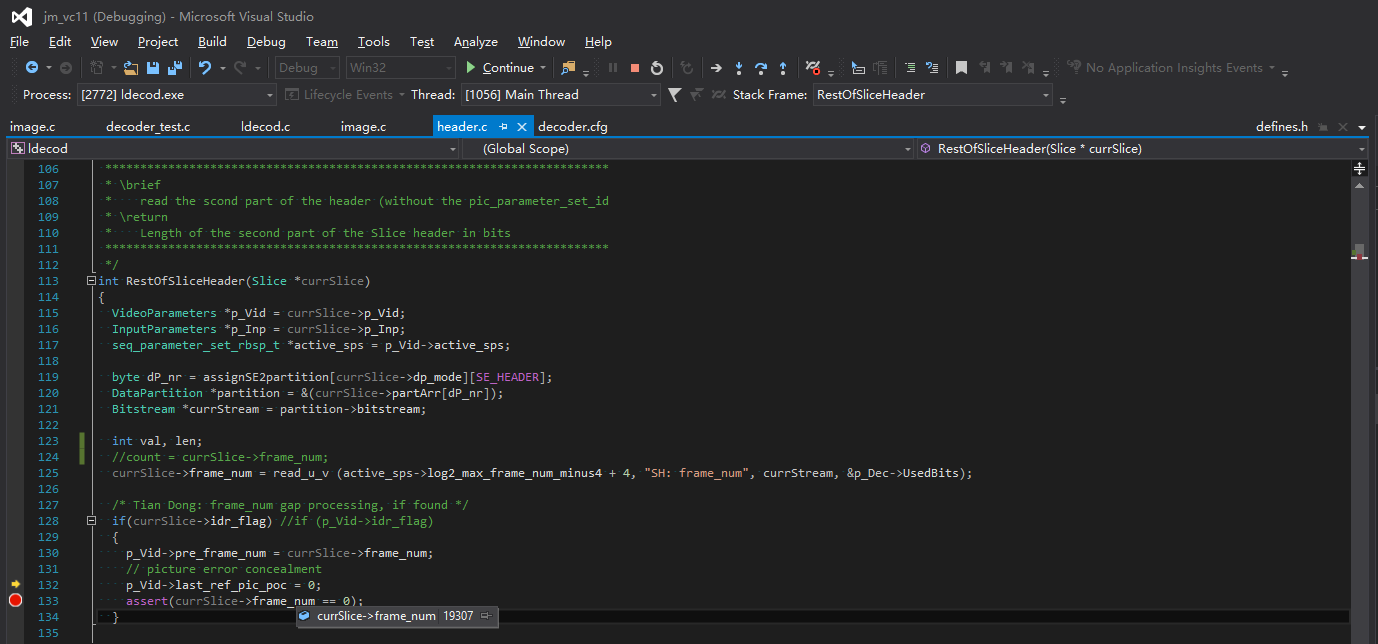 jm_vc11 (Debugging) - Microsoft Visual Studio
File Edit View Project Build Debug Team Tools Test Analyze Window Help
Debug Win32 Continue No Application Insights Events
Process: [2772] ldecod.exe Lifecycle Events Thread: [1056] Main Thread Stack Frame: RestOfSliceHeader
image.c decoder_test.c ldecod.c image.c header.c decoder.cfg defines.h
ldecod (Global Scope) RestOfSliceHeader(Slice * currSlice)
106 ************************************************************************
107 * \brief
108 * read the scond part of the header (without the pic_parameter_set_id
109 * \return
110 * Length of the second part of the Slice header in bits
111 ************************************************************************
112 */
113 int RestOfSliceHeader(Slice *currSlice)
114 {
115 VideoParameters *p_Vid = currSlice->p_Vid;
116 InputParameters *p_Inp = currSlice->p_Inp;
117 seq_parameter_set_rbsp_t *active_sps = p_Vid->active_sps;
118
119 byte dP_nr = assignSE2partition[currSlice->dp_mode][SE_HEADER];
120 DataPartition *partition = &(currSlice->partArr[dP_nr]);
121 Bitstream *currStream = partition->bitstream;
122
123 int val, len;
124 //count = currSlice->frame_num;
125 currSlice->frame_num = read_u_v (active_sps->log2_max_frame_num_minus4 + 4, "SH: frame_num", currStream, &p_Dec->UsedBits);
126
127 /* Tian Dong: frame_num gap processing, if found */
128 if(currSlice->idr_flag) //if (p_Vid->idr_flag)
129 {
130 p_Vid->pre_frame_num = currSlice->frame_num;
131 // picture error concealment
132 p_Vid->last_ref_pic_poc = 0;
133 assert(currSlice->frame_num == 0);
134 }
currSlice->frame_num 19307
135